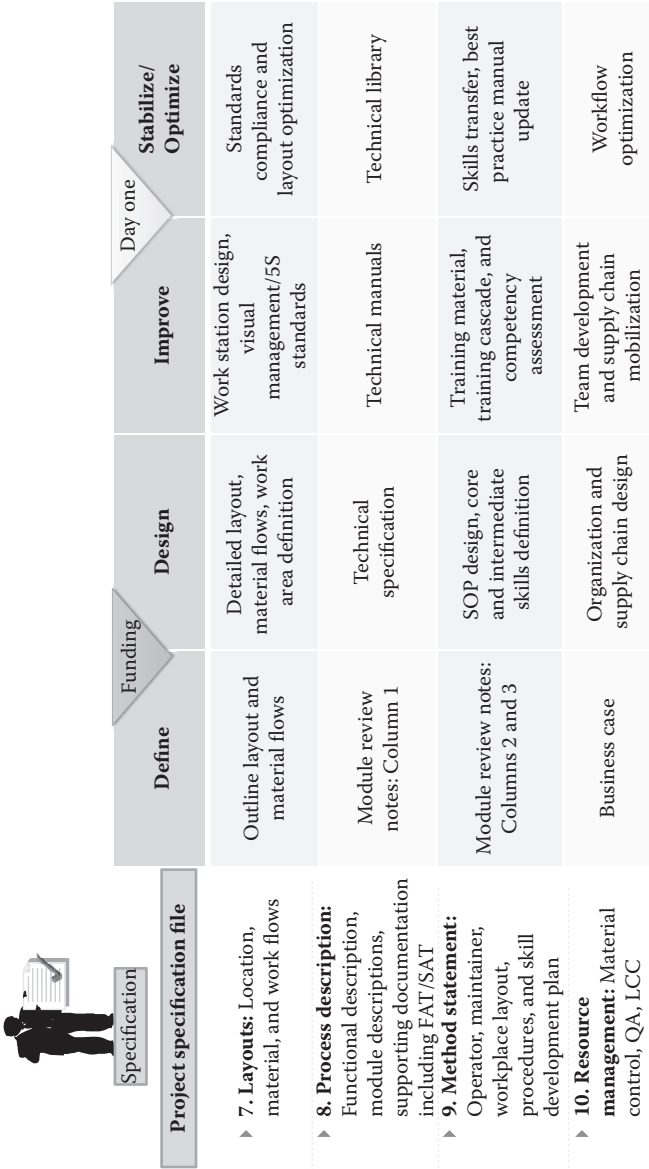 Specification
Project specification file
Define
Funding
Design
Improve
Day one
Stabilize/
Optimize
7. Layouts: Location,
material, and work flows
Outline layout and
material flows
Detailed layout,
material flows, work
area definition
Work station design,
visual
management/5S
standards
Standards
compliance and
layout optimization
8. Process description:
Functional description,
module descriptions,
supporting documentation
including FAT/SAT
Module review
notes: Column 1
Technical
specification
Technical manuals
Technical library
9. Method statement:
Operator, maintainer,
workplace layout,
procedures, and skill
development plan
Module review notes:
Columns 2 and 3
SOP design, core
and intermediate
skills definition
Training material,
training cascade, and
competency
assessment
Skills transfer, best
practice manual
update
10. Resource
management: Material
control, QA, LCC
Business case
Organization and
supply chain design
Team development
and supply chain
mobilization
Workflow
optimization